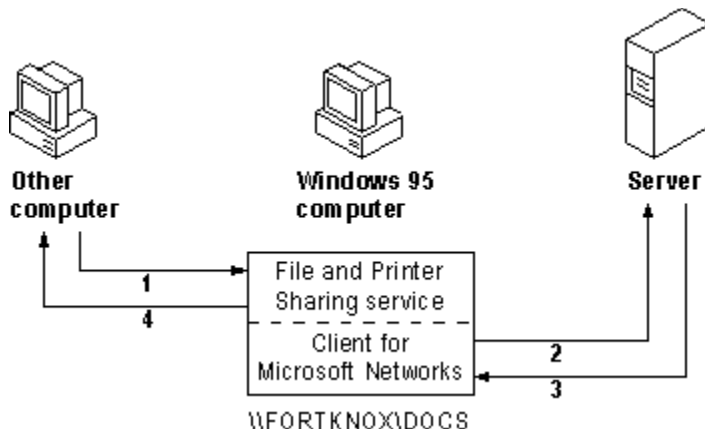 Other
computer
Windows 95
computer
Server
1
File and Printer
Sharing service
4
Client for
Microsoft Networks
2
3
\\FORTKNOX\DOCS